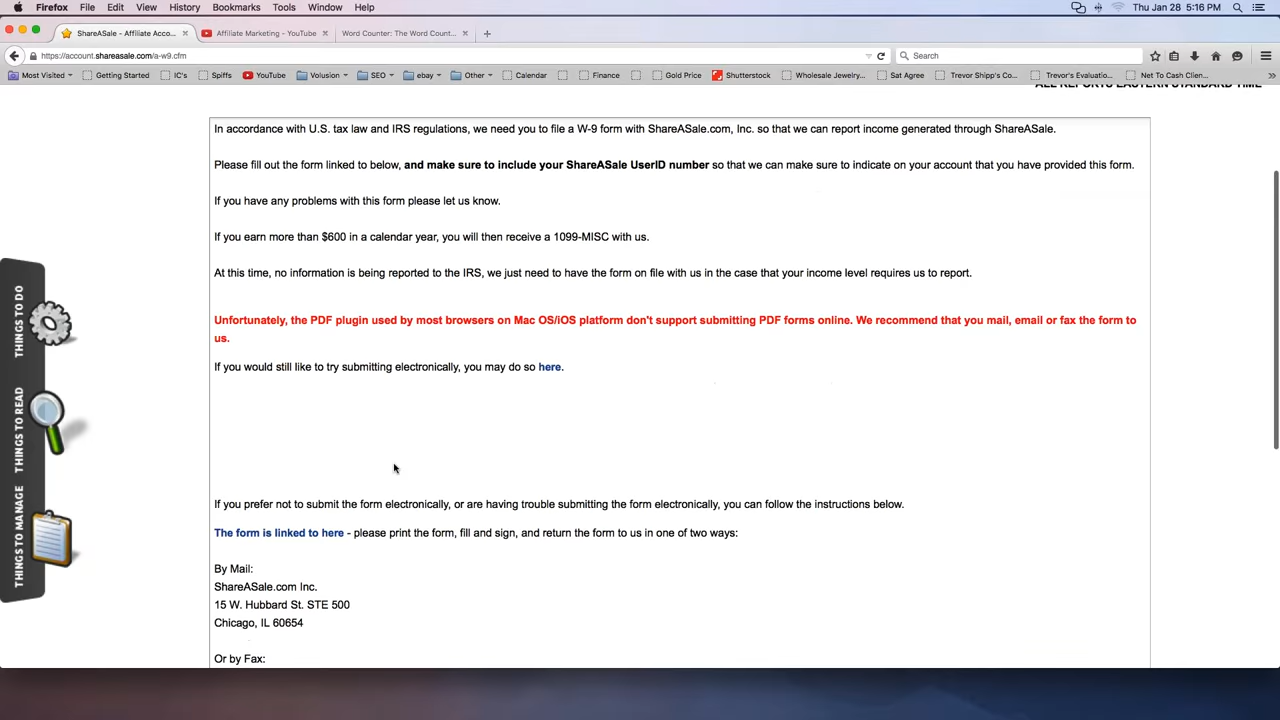 Firefox File Edit View History Bookmarks Tools Window Help Thu Jan 28 5:16 PM
ShareASale - Affiliate Acco... × Affiliate Marketing - YouTube × Word Counter: The Word Count... × +
https://account.shareasale.com/a-w9.cfm Search
Most Visited Getting Started IC's Spiffs YouTube Volusion SEO ebay Other Calendar Finance Gold Price Shutterstock Wholesale Jewelry... Sat Agree Trevor Shipp's Co... Trevor's Evaluatio... Net To Cash Clien... »
ALL REPORTS EASTERN STANDARD TIME
In accordance with U.S. tax law and IRS regulations, we need you to file a W-9 form with ShareASale.com, Inc. so that we can report income generated through ShareASale.
Please fill out the form linked to below, and make sure to include your ShareASale UserID number so that we can make sure to indicate on your account that you have provided this form.
If you have any problems with this form please let us know.
If you earn more than $600 in a calendar year, you will then receive a 1099-MISC with us.
At this time, no information is being reported to the IRS, we just need to have the form on file with us in the case that your income level requires us to report.
Unfortunately, the PDF plugin used by most browsers on Mac OS/iOS platform don't support submitting PDF forms online. We recommend that you mail, email or fax the form to
us.
If you would still like to try submitting electronically, you may do so here.
If you prefer not to submit the form electronically, or are having trouble submitting the form electronically, you can follow the instructions below.
The form is linked to here - please print the form, fill and sign, and return the form to us in one of two ways:
By Mail:
ShareASale.com Inc.
15 W. Hubbard St. STE 500
Chicago, IL 60654
Or by Fax:
THINGS TO DO
THINGS TO READ
THINGS TO MANAGE